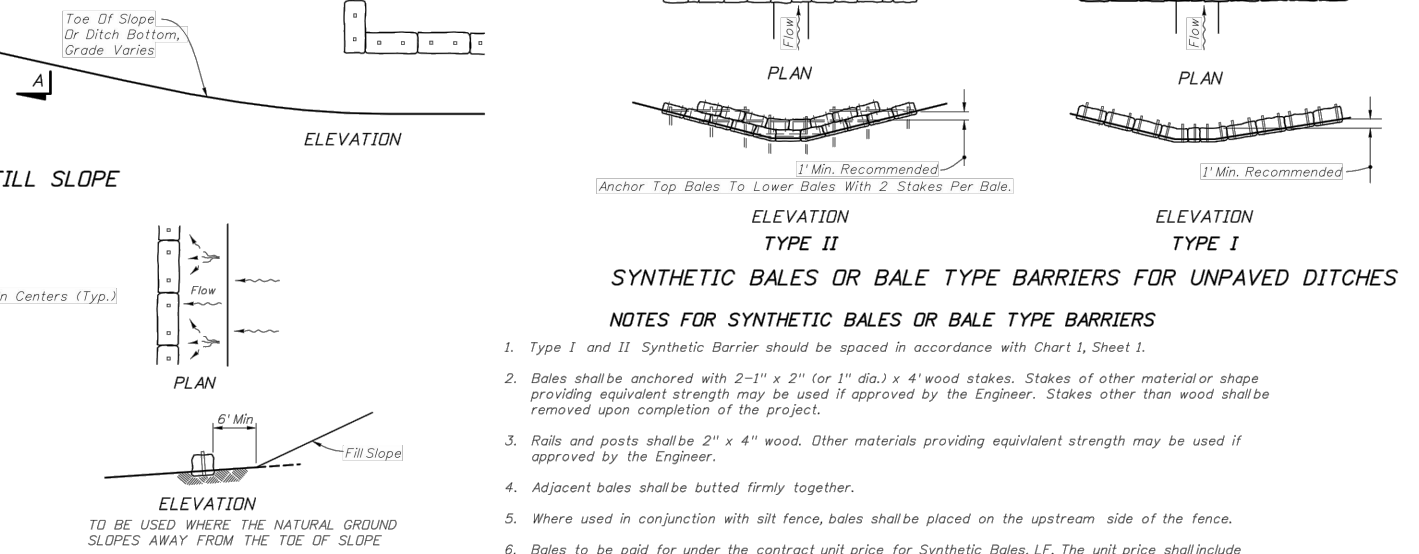 Toe Of Slope
Or Ditch Bottom,
Grade Varies
A
ELEVATION
FILL SLOPE
Flow
PLAN
1' Min. Recommended
Anchor Top Bales To Lower Bales With 2 Stakes Per Bale.
ELEVATION
TYPE II
Flow
PLAN
1' Min. Recommended
ELEVATION
TYPE I
SYNTHETIC BALES OR BALE TYPE BARRIERS FOR UNPAVED DITCHES
n Centers (Typ.)
Flow
PLAN
6' Min
Fill Slope
ELEVATION
TO BE USED WHERE THE NATURAL GROUND
SLOPES AWAY FROM THE TOE OF SLOPE
NOTES FOR SYNTHETIC BALES OR BALE TYPE BARRIERS
1. Type I and II Synthetic Barrier should be spaced in accordance with Chart 1, Sheet 1.
2. Bales shall be anchored with 2-1" x 2" (or 1" dia.) x 4' wood stakes. Stakes of other material or shape
providing equivalent strength may be used if approved by the Engineer. Stakes other than wood shall be
removed upon completion of the project.
3. Rails and posts shall be 2" x 4" wood. Other materials providing equivlalent strength may be used if
approved by the Engineer.
4. Adjacent bales shall be butted firmly together.
5. Where used in conjunction with silt fence, bales shall be placed on the upstream side of the fence.
6. Bales to be paid for under the contract unit price for Synthetic Bales, LF. The unit price shall include